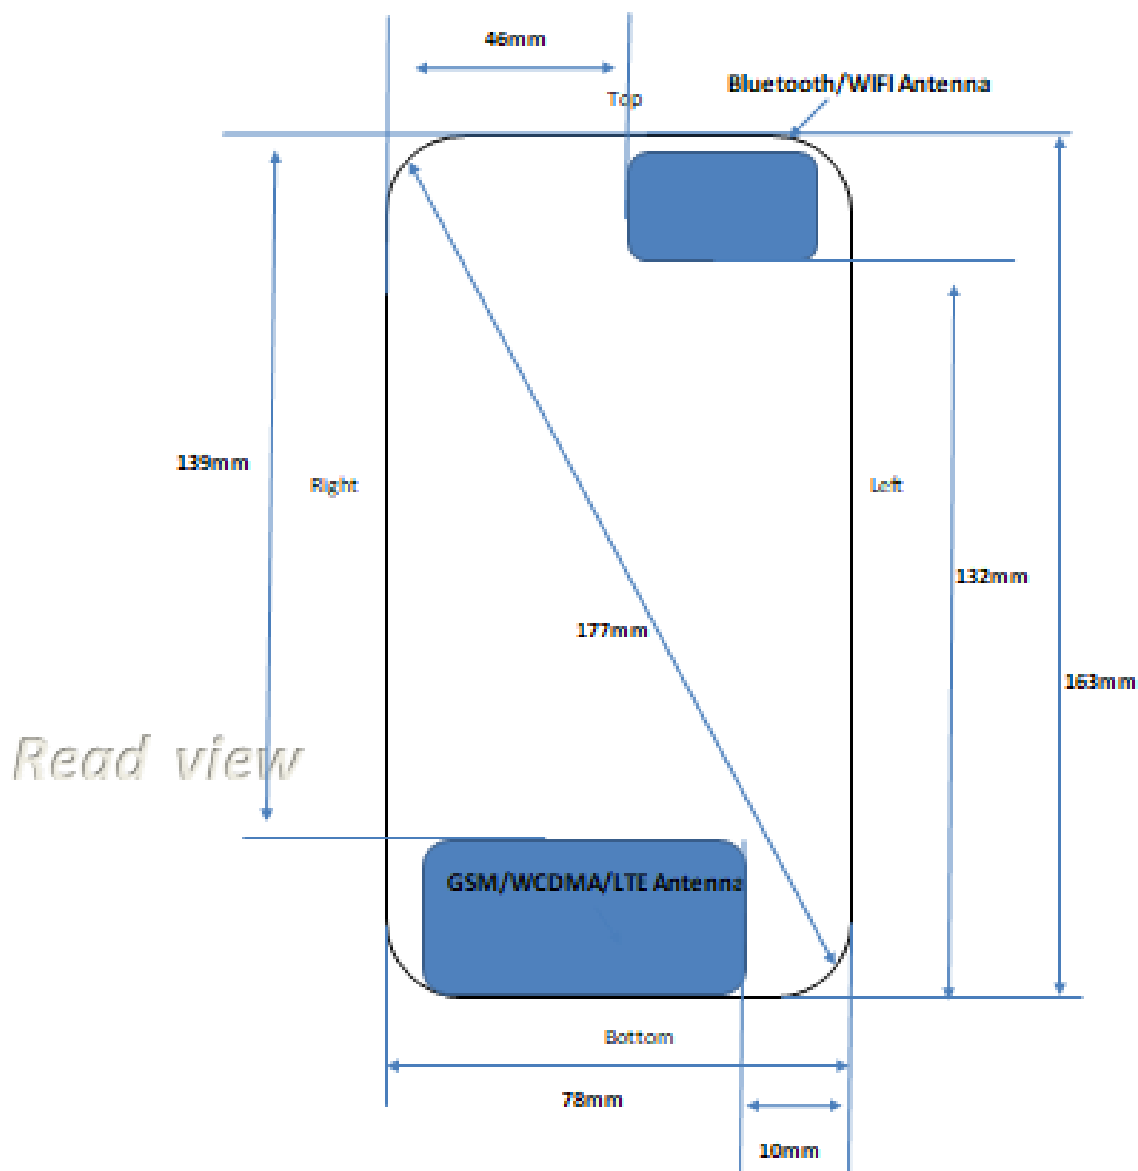 46mm
Bluetooth/WIFI Antenna
Top
139mm
Right
Left
132mm
177mm
163mm
Read view
GSM/WCDMA/LTE Antenna
Bottom
78mm
10mm